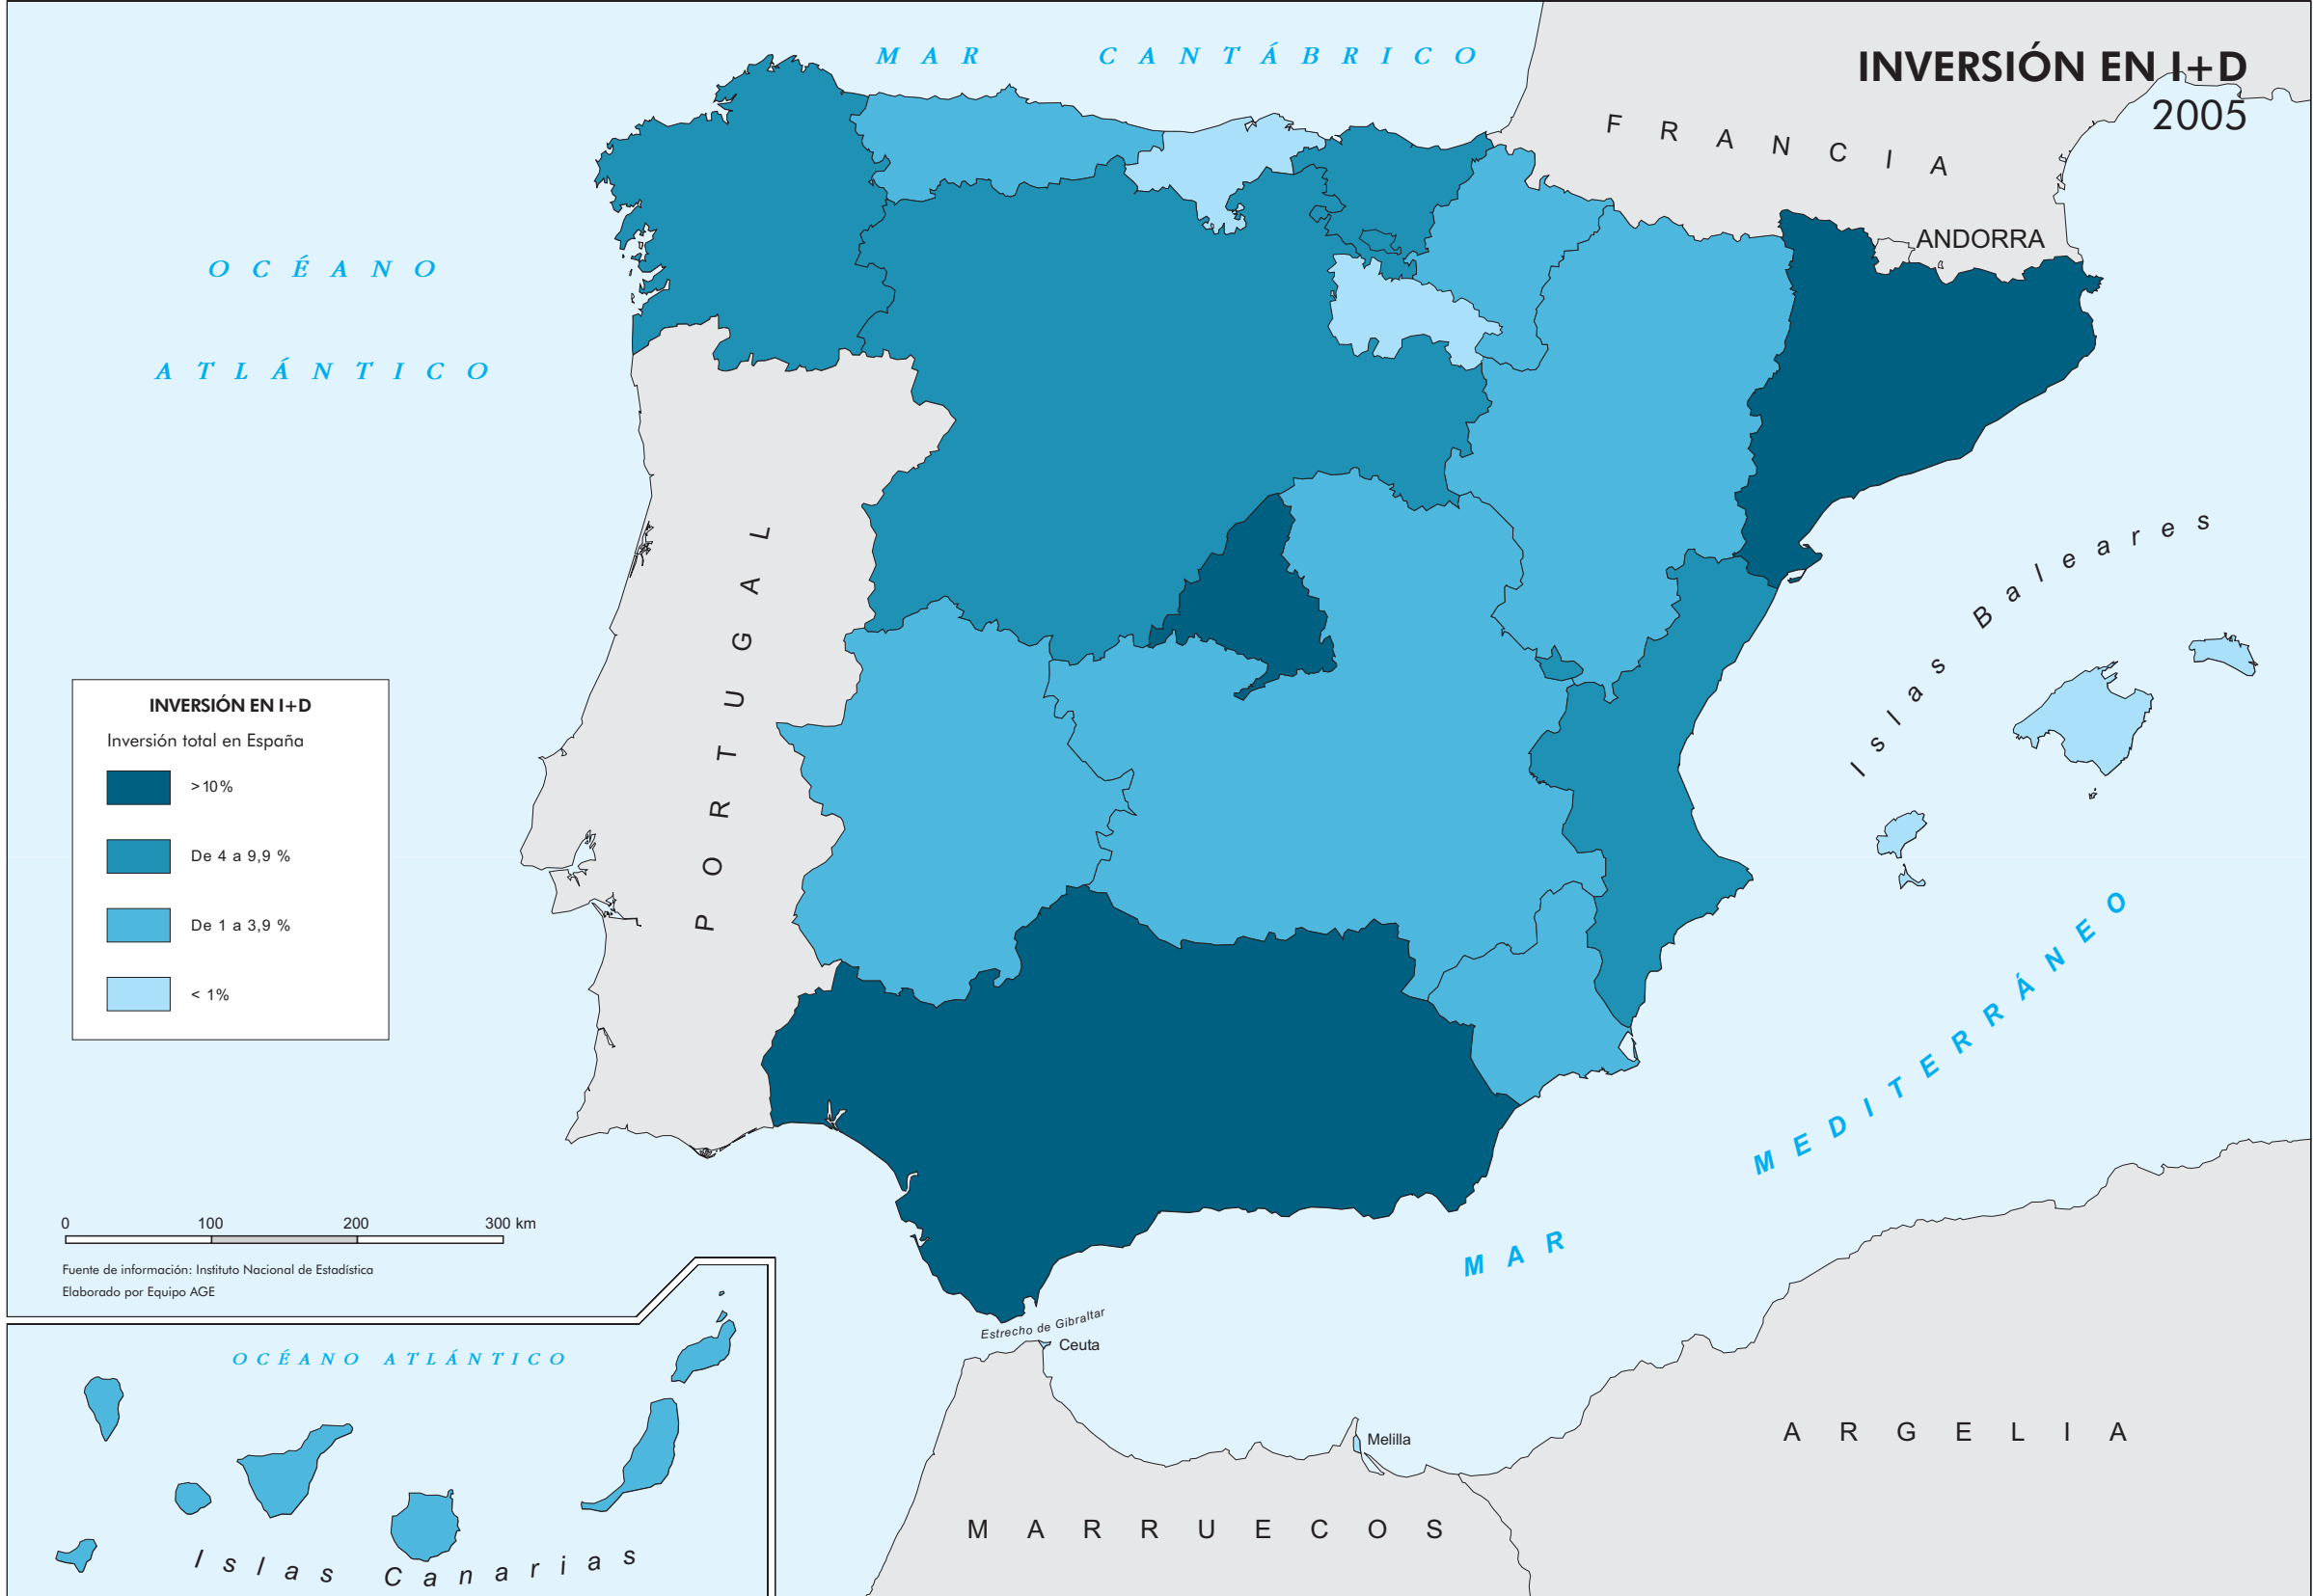 INVERSIÓN EN I+D
2005
MAR CANTÁBRICO
FRANCIA
ANDORRA
OCÉANO
ATLÁNTICO
PORTUGAL
Islas Baleares
INVERSIÓN EN I+D
Inversión total en España
>10%
De 4 a 9,9 %
De 1 a 3,9 %
< 1%
MAR MEDITERRÁNEO
0 100 200 300 km
Fuente de información: Instituto Nacional de Estadística
Elaborado por Equipo AGE
Estrecho de Gibraltar
Ceuta
OCÉANO ATLÁNTICO
Melilla
ARGELIA
MARRUECOS
Islas Canarias